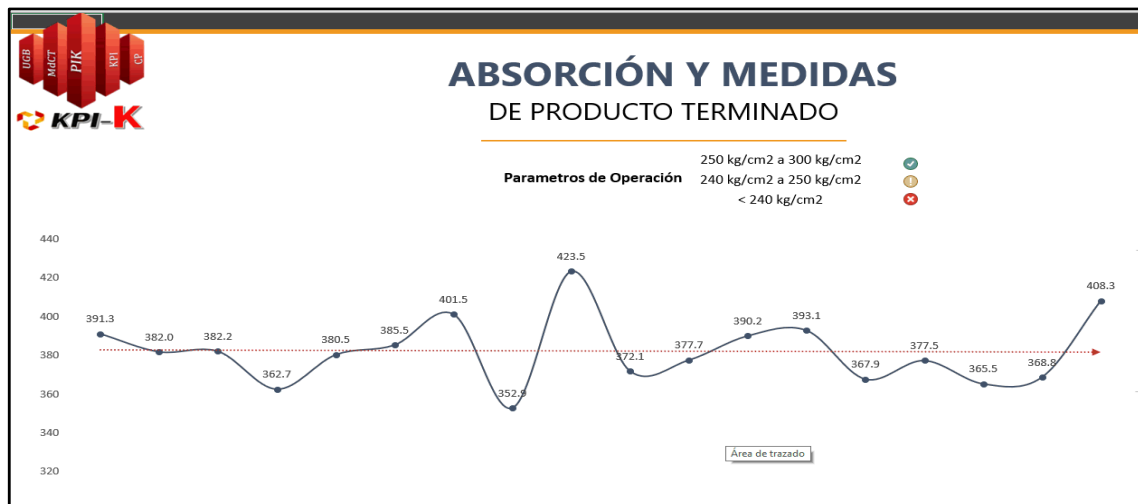 UGB
MdCT
PIK
KPI
CP
KPI-K
ABSORCIÓN Y MEDIDAS
DE PRODUCTO TERMINADO
Parametros de Operación
250 kg/cm2 a 300 kg/cm2
240 kg/cm2 a 250 kg/cm2
< 240 kg/cm2
440
420
400
380
360
340
320
391.3
382.0
382.2
362.7
380.5
385.5
401.5
352.9
423.5
372.1
377.7
390.2
393.1
367.9
377.5
365.5
368.8
408.3
Área de trazado